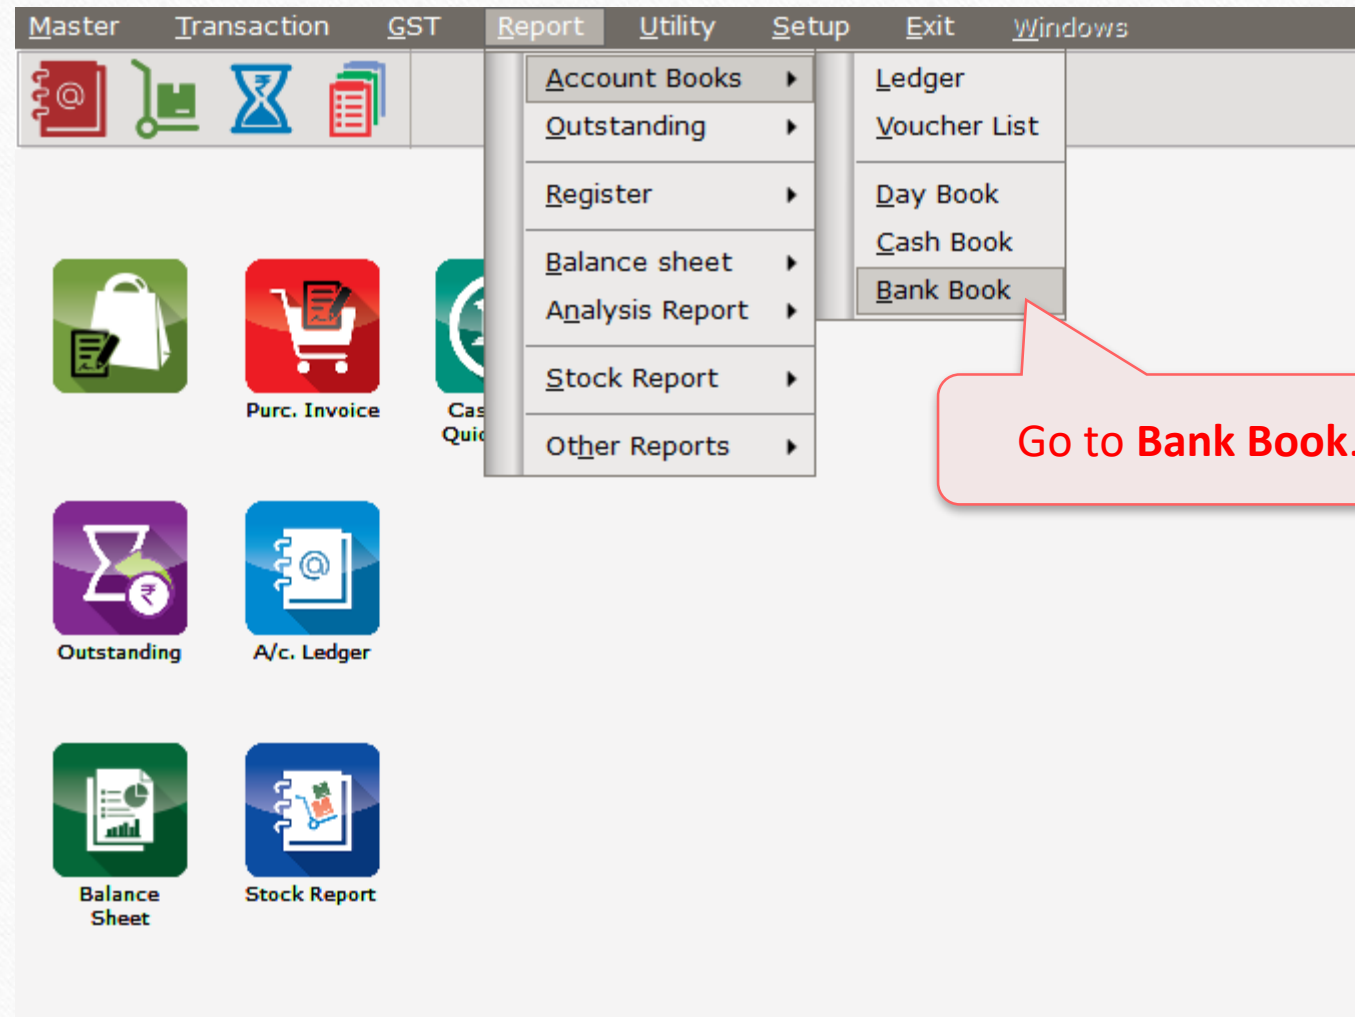 Master Transaction GST Report Utility Setup Exit Windows
Account Books
Outstanding
Register
Balance sheet
Analysis Report
Stock Report
Other Reports
Ledger
Voucher List
Day Book
Cash Book
Bank Book
Go to Bank Book.
Purc. Invoice
Cas
Quic
Outstanding
A/c. Ledger
Balance
Sheet
Stock Report